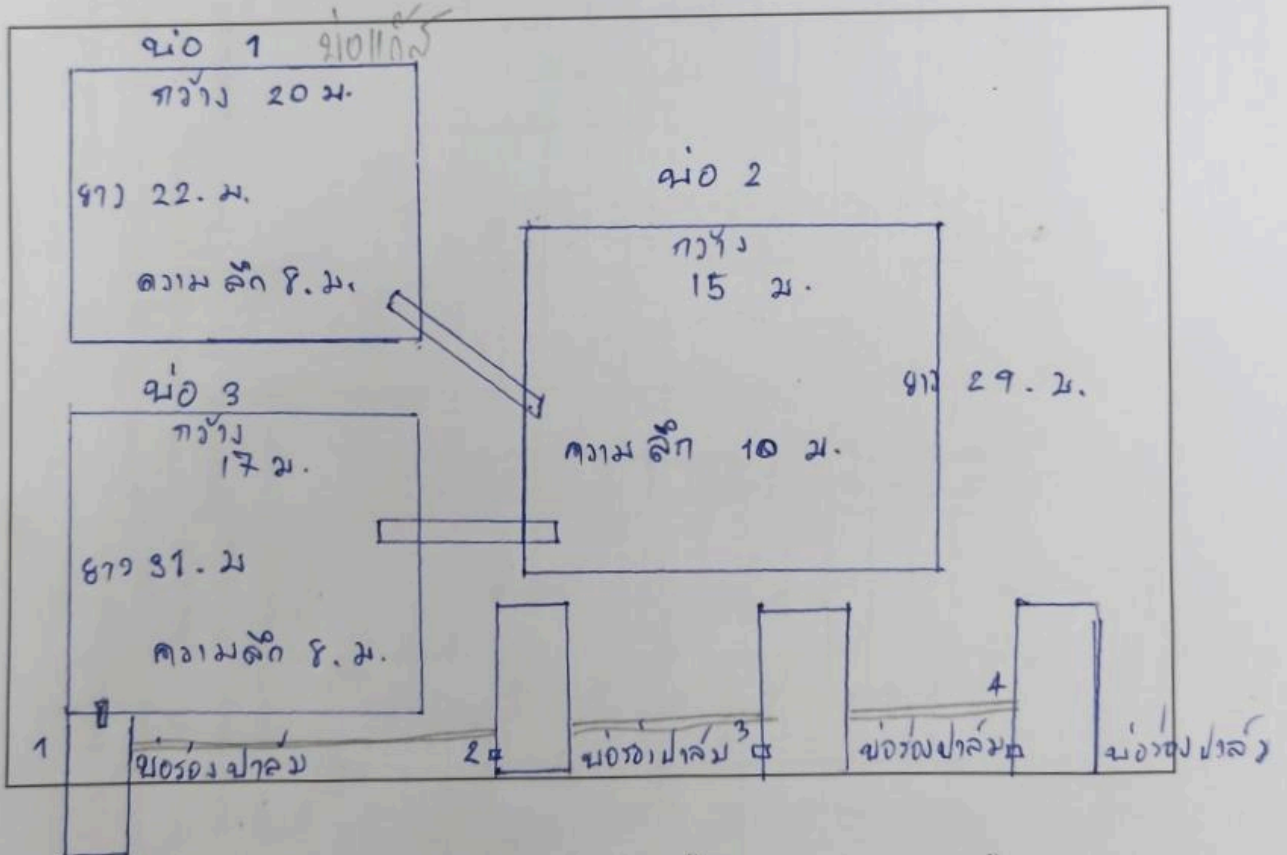 บ่อ 1 บ่อแก๊ส
กว้าง 20 ม.
ยาว 22. ม.
ความลึก 8. ม.
บ่อ 2
กว้าง
15 ม.
ยาว 29. ม.
ความลึก 10 ม.
บ่อ 3
กว้าง
17 ม.
ยาว 31. ม
ความลึก 8. ม.
1 บ่อร่องปาล์ม
2 บ่อร่องปาล์ม
3 บ่อร่องปาล์ม
4 บ่อร่องปาล์ม